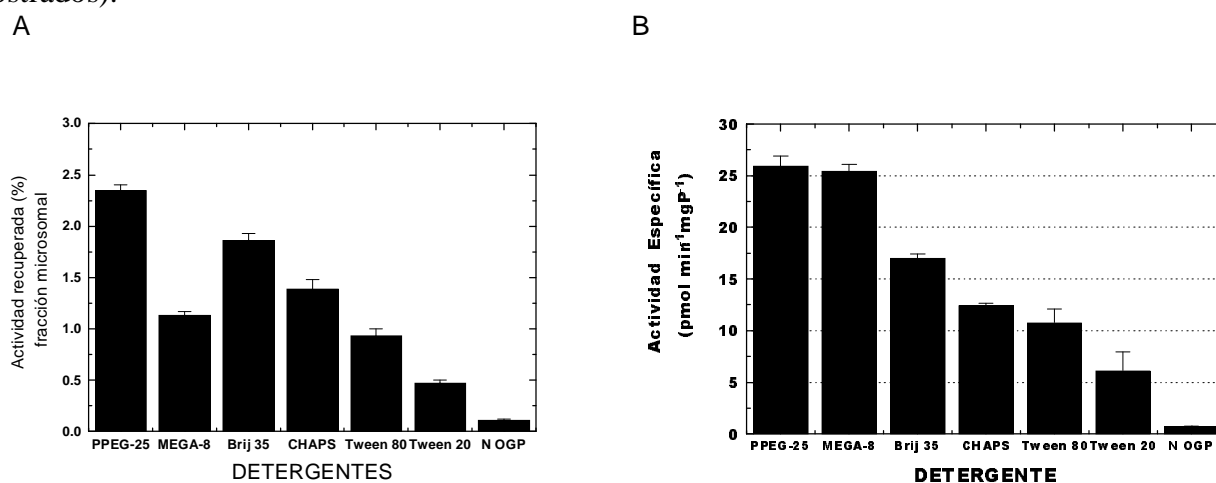 ostrados).
A
B
Actividad recuperada (%)
fracción microsomal
3.0
2.5
2.0
1.5
1.0
0.5
0.0
PPEG-25 MEGA-8 Brij 35 CHAPS Tween 80 Tween 20 N OGP
DETERGENTES
Actividad Específica
(pmol min-1mgP-1)
30
25
20
15
10
5
0
PPEG-25 MEGA-8 Brij 35 CHAPS Tween 80 Tween 20 N OGP
DETERGENTE